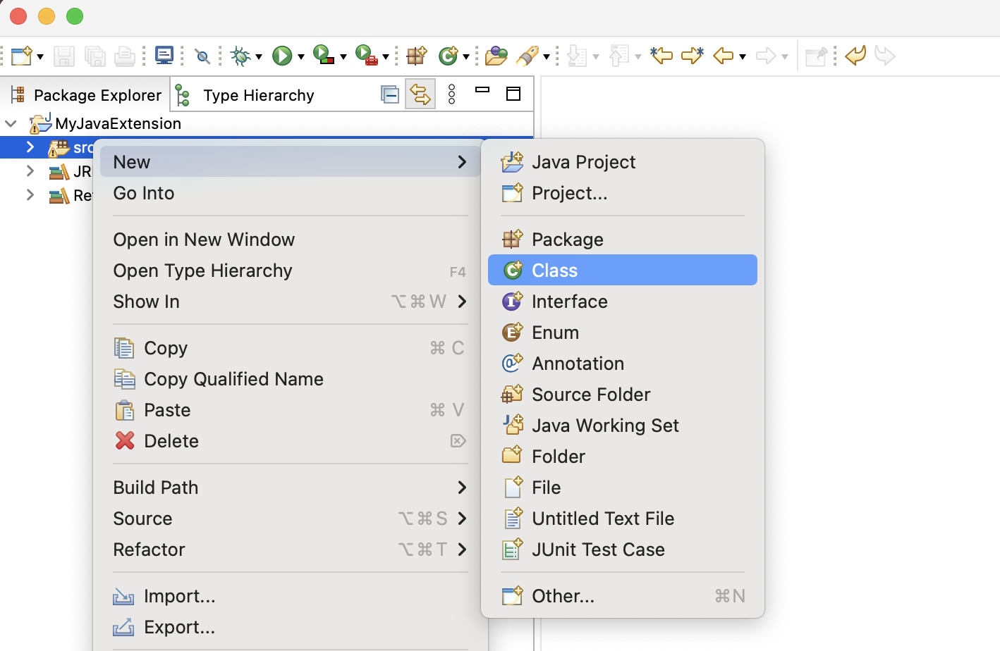 Package Explorer
Type Hierarchy
MyJavaExtension
src
JR
Re
New
Go Into
Open in New Window
Open Type Hierarchy F4
Show In ⌥⌘W
Copy ⌘ C
Copy Qualified Name
Paste ⌘ V
Delete ⌦
Build Path
Source ⌥⌘S
Refactor ⌥⌘T
Import...
Export...
Java Project
Project...
Package
Class
Interface
Enum
Annotation
Source Folder
Java Working Set
Folder
File
Untitled Text File
JUnit Test Case
Other... ⌘N